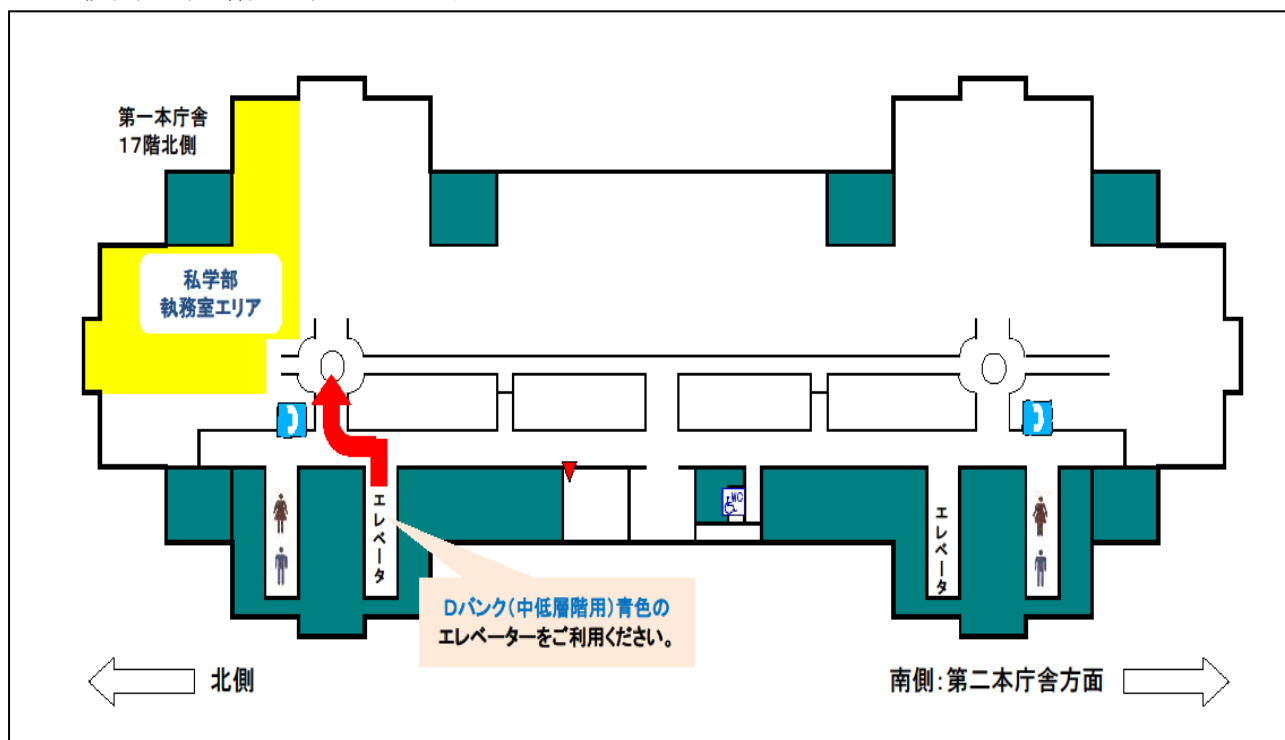 第一本庁舎
17階北側
私学部
執務室エリア
エレベータ
WC
エレベータ
Dバンク(中低層階用)青色の
エレベーターをご利用ください。
北側
南側:第二本庁舎方面